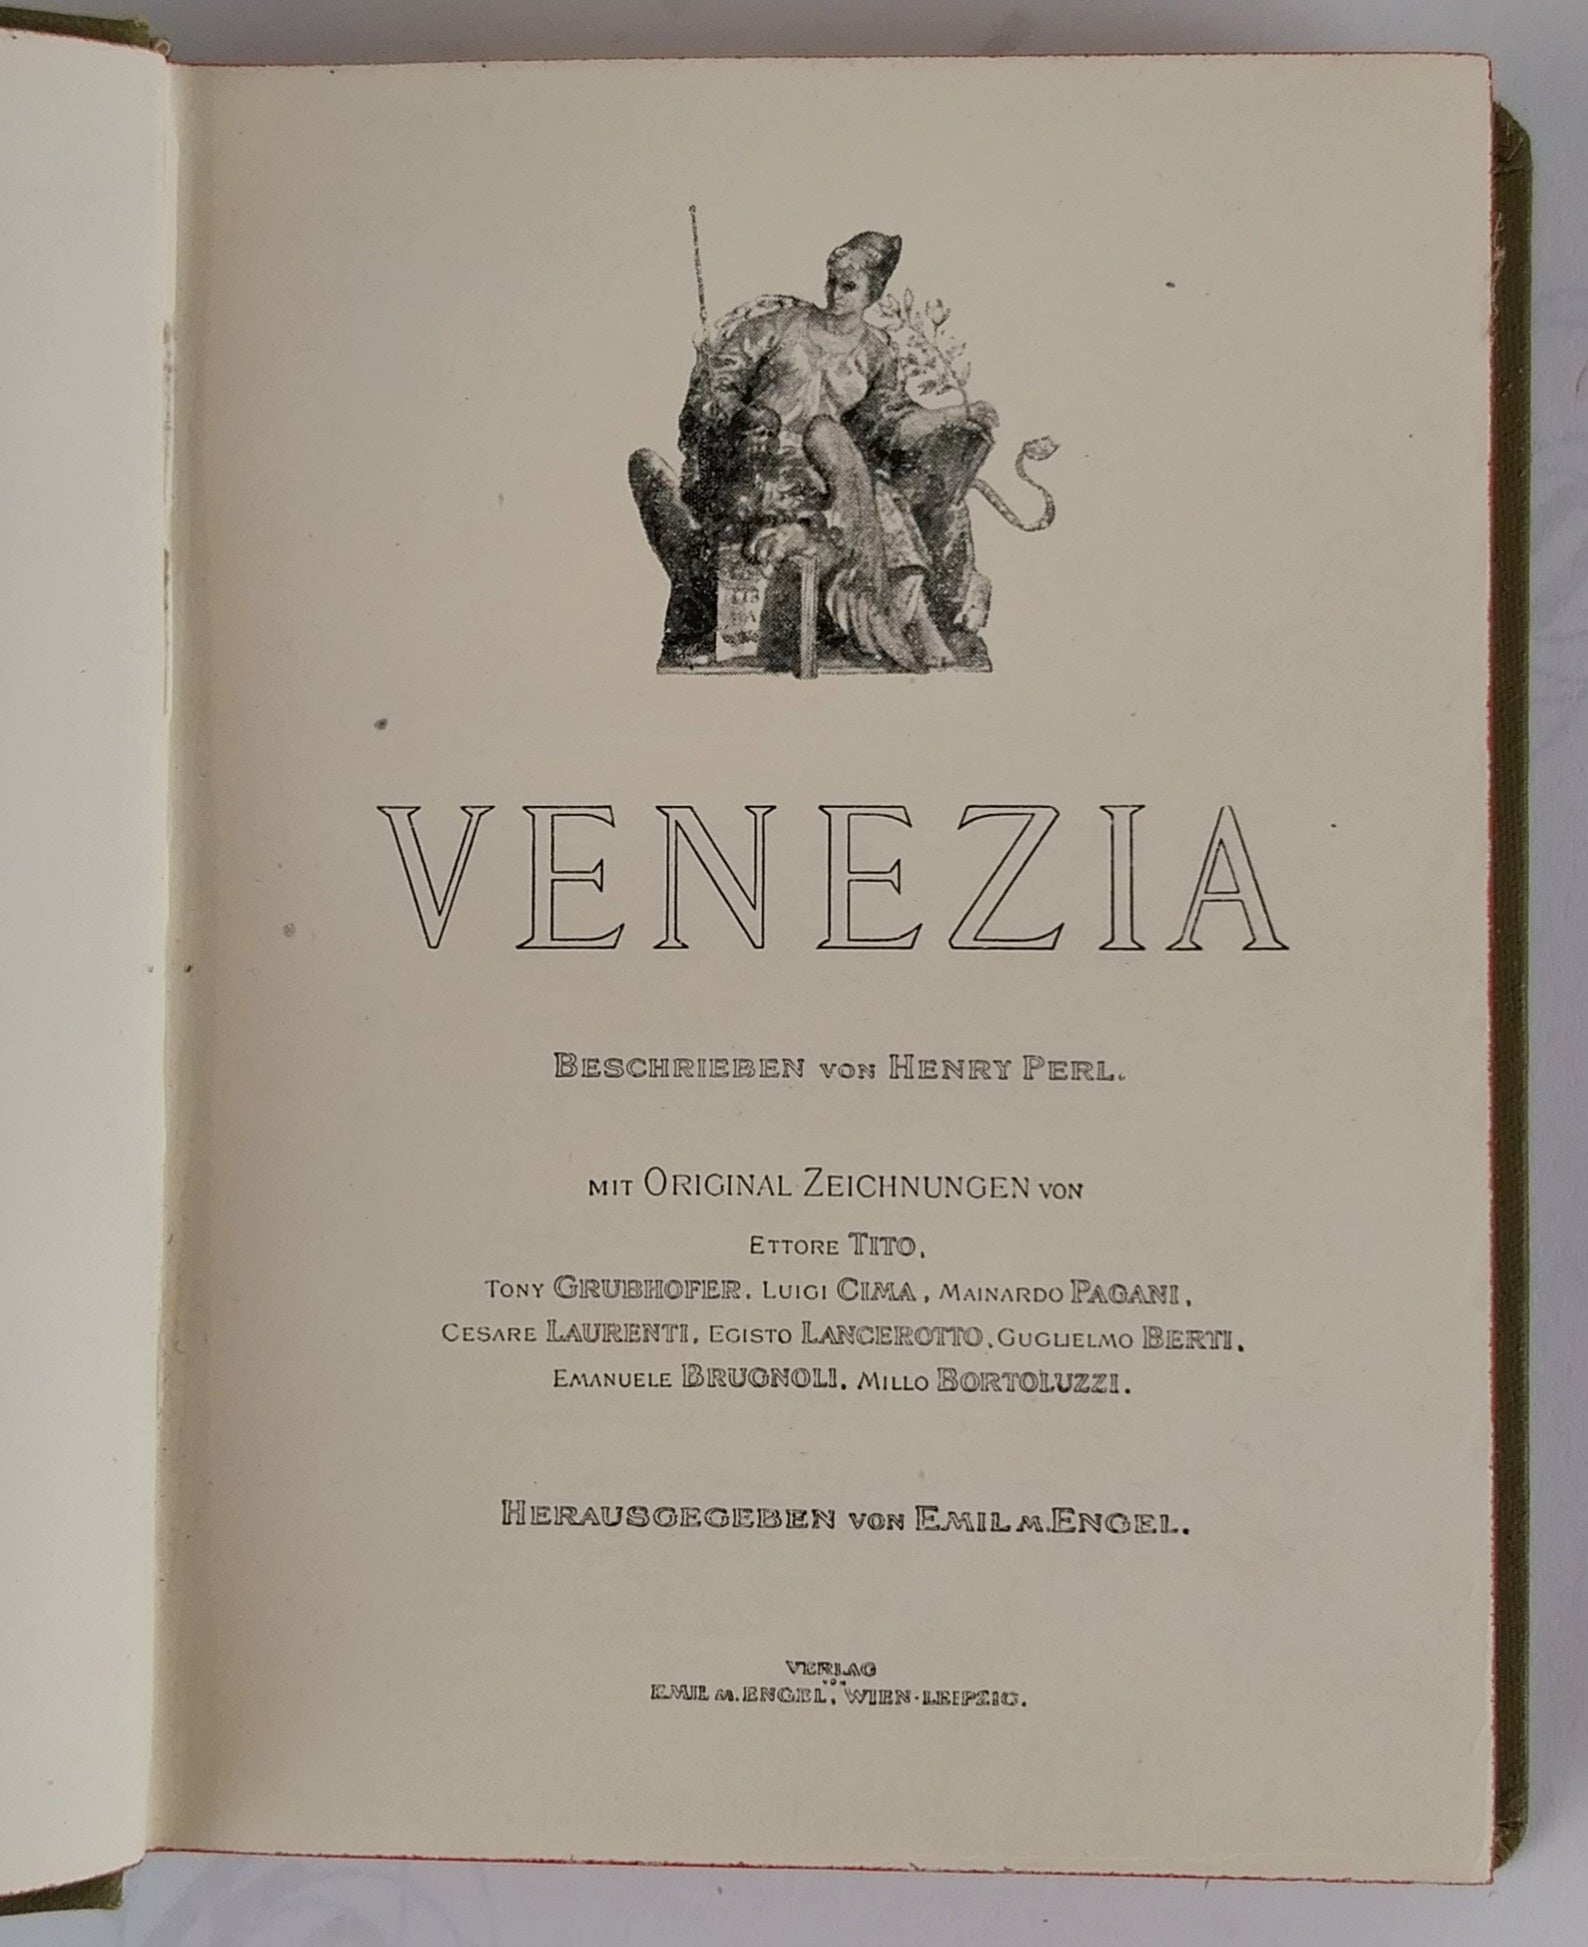 VENEZIA
BESCHRIEBEN VON HENRY PERL.
MIT ORIGINAL ZEICHNUNGEN VON
ETTORE TITO,
TONY GRUBHOFER, LUIGI CIMA, MAINARDO PAGANI,
CESARE LAURENTI, EGISTO LANCEROTTO, GUGLIELMO BERTI,
EMANUELE BRUGNOLI, MILLO BORTOLUZZI.
HERAUSGEGEBEN VON EMIL M. ENGEL.
VERLAG
VON
EMIL M. ENGEL, WIEN-LEIPZIG.